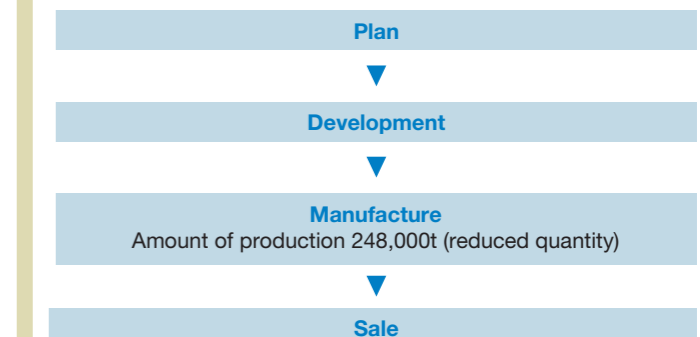 Plan
Development
Manufacture
Amount of production 248,000t (reduced quantity)
Sale